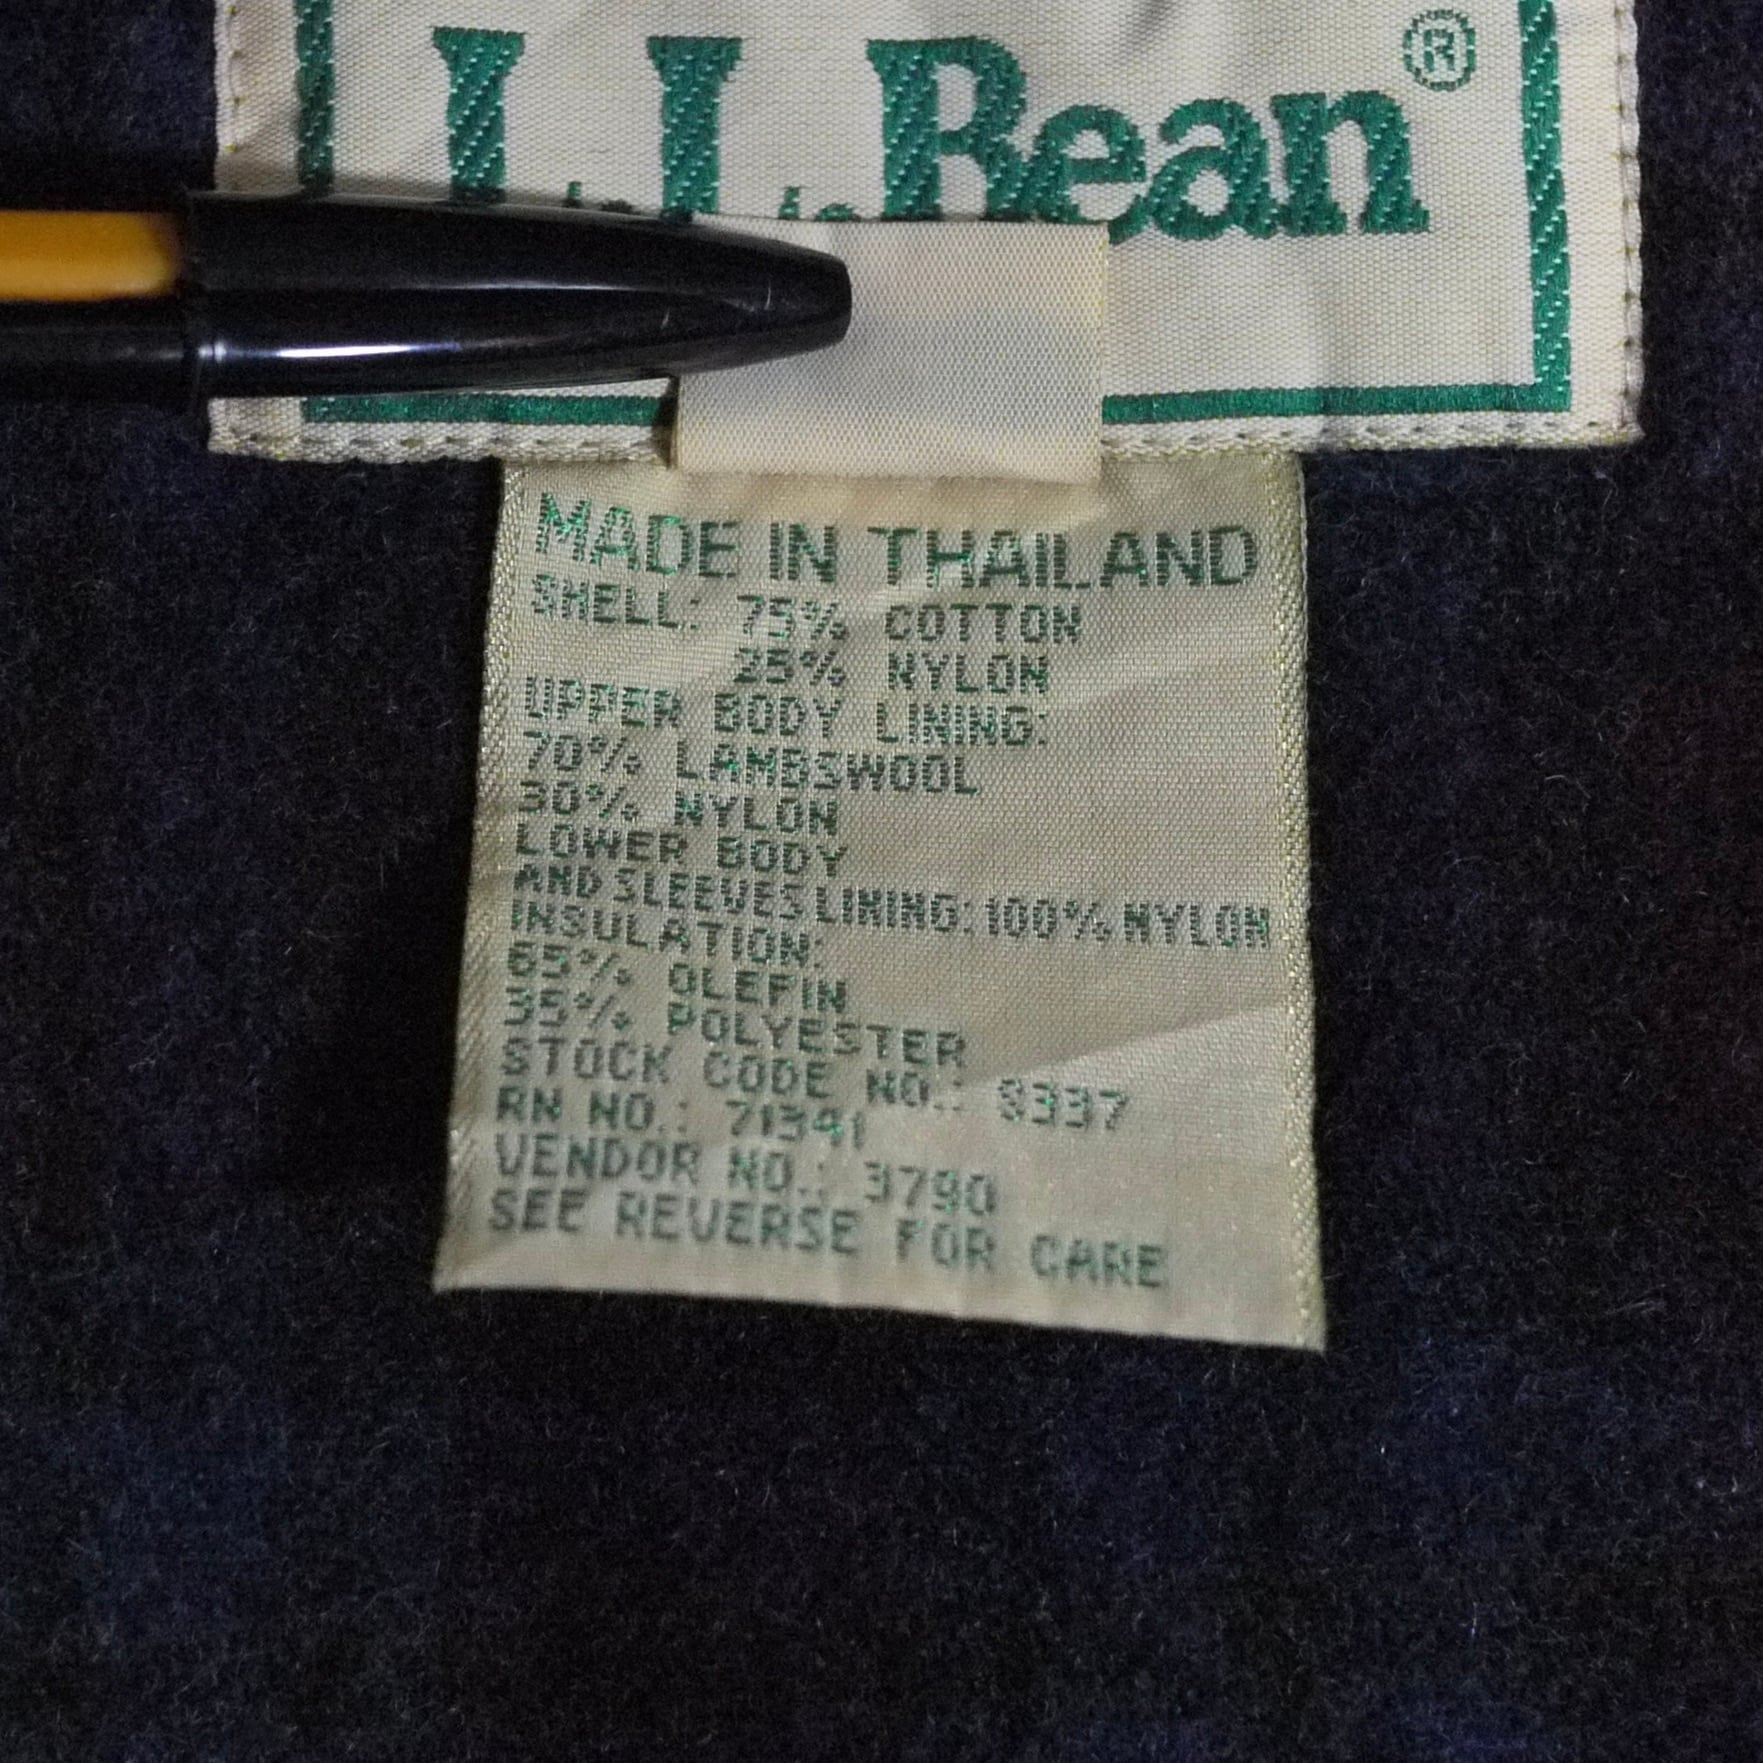 L.L.Bean®
MADE IN THAILAND
SHELL: 75% COTTON
25% NYLON
UPPER BODY LINING:
70% LAMBSWOOL
30% NYLON
LOWER BODY
AND SLEEVES LINING: 100% NYLON
INSULATION:
65% OLEFIN
35% POLYESTER
STOCK CODE NO.: S337
RN NO.: 71341
VENDOR NO.: 3790
SEE REVERSE FOR CARE